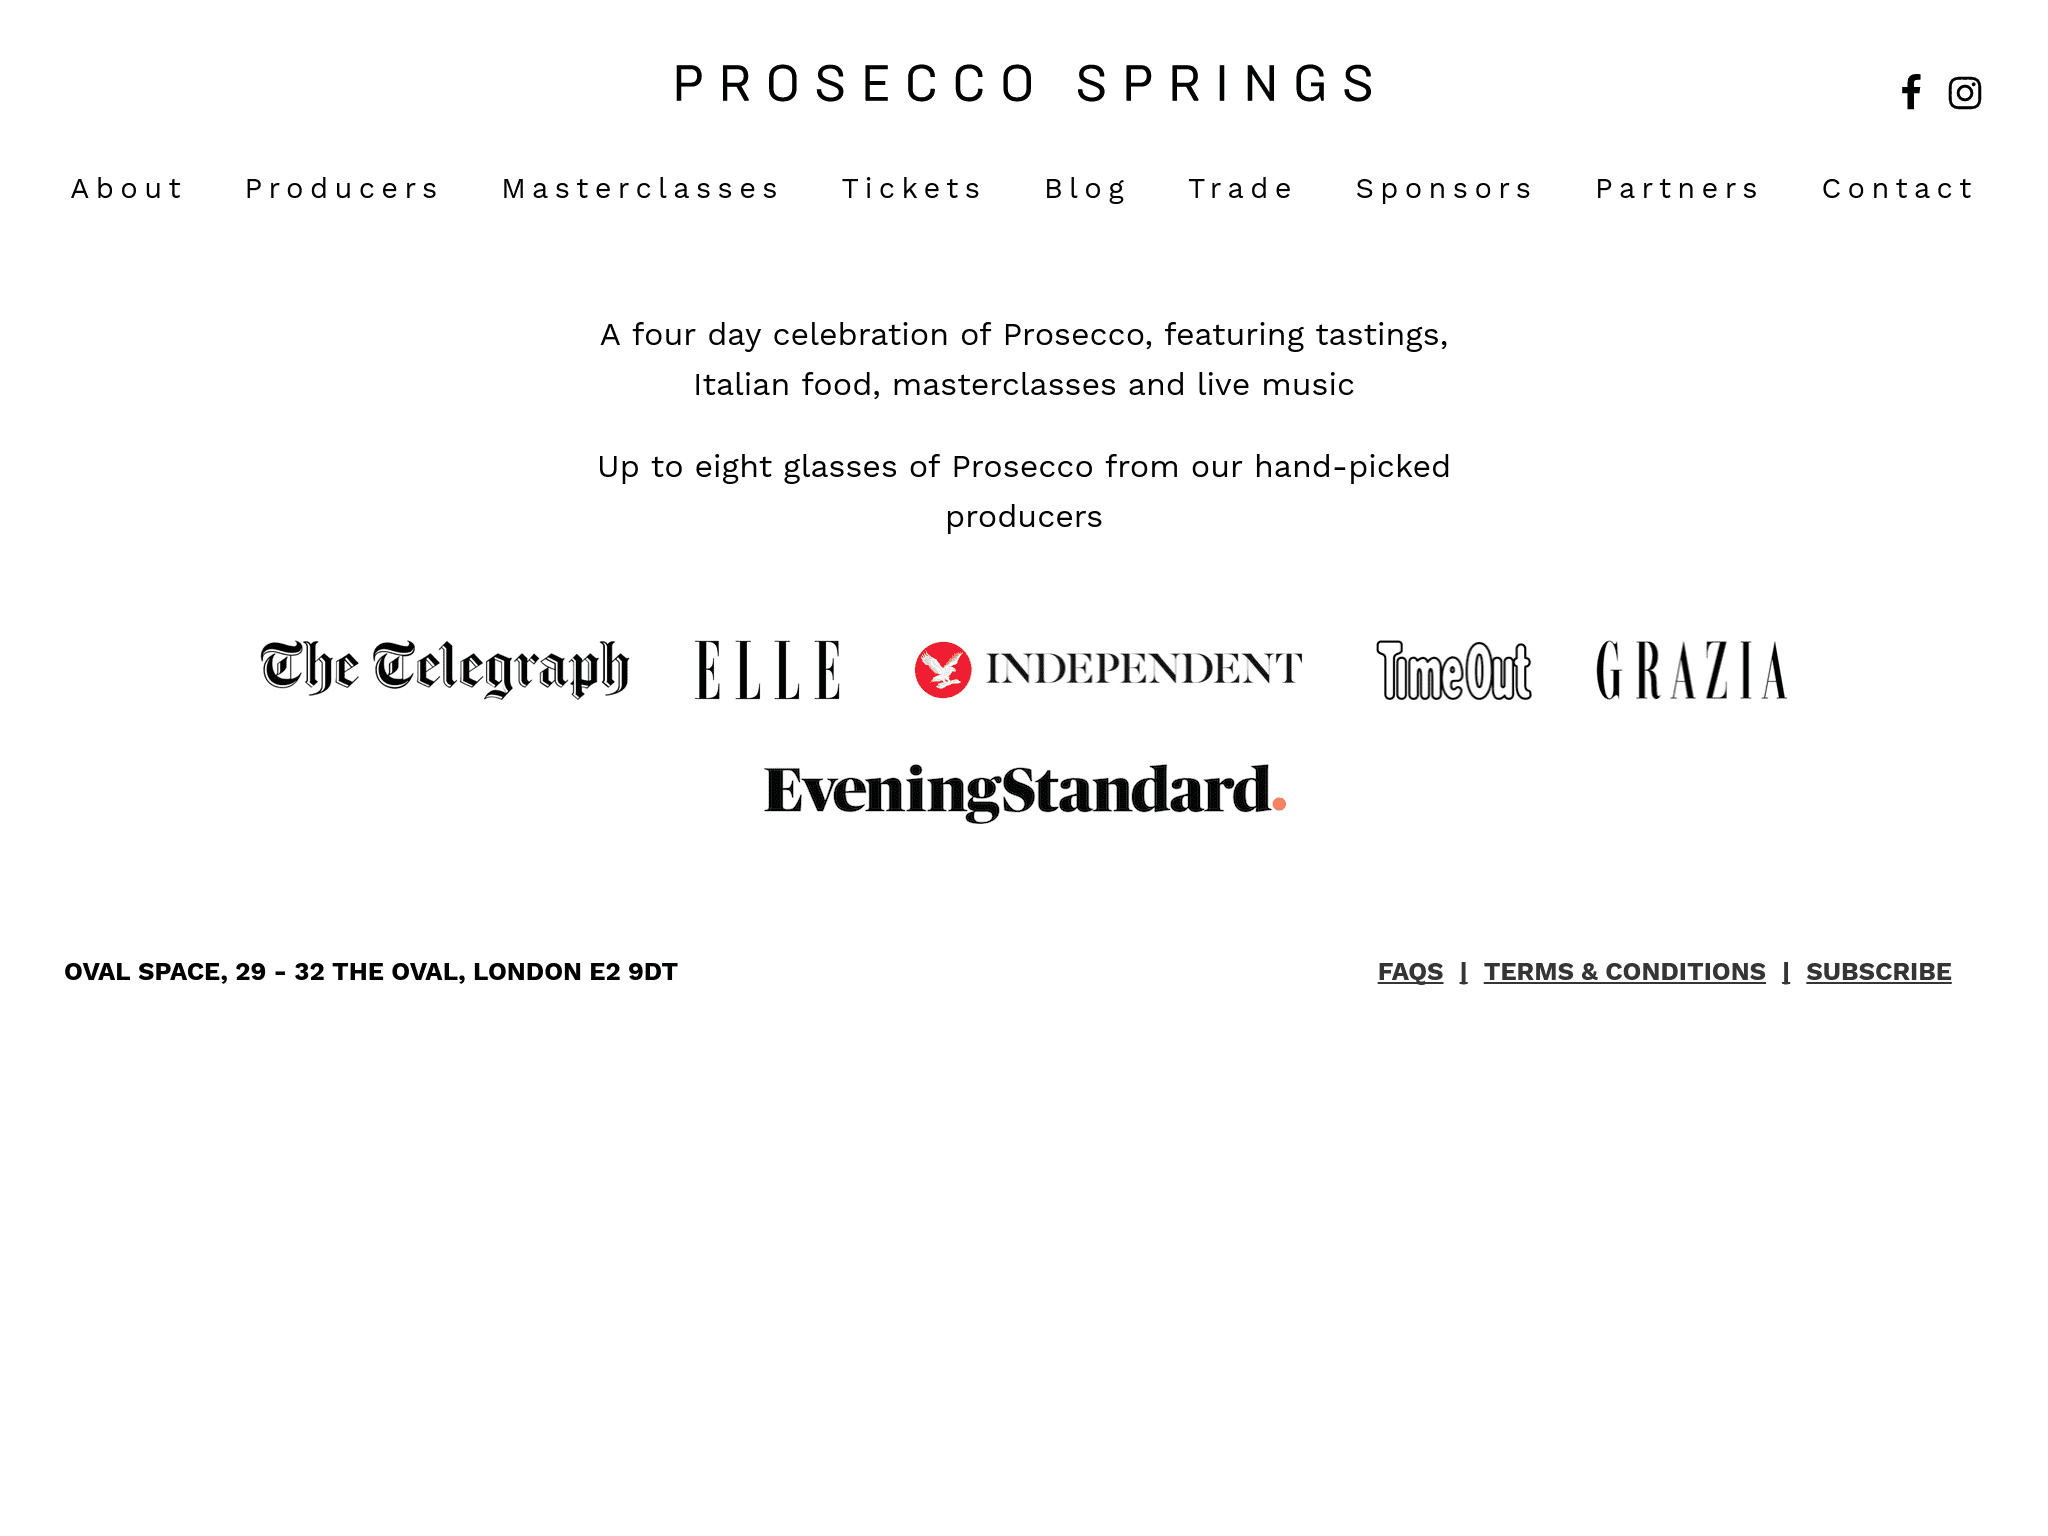 PROSECCO SPRINGS
About Producers Masterclasses Tickets Blog Trade Sponsors Partners Contact
A four day celebration of Prosecco, featuring tastings,
Italian food, masterclasses and live music
Up to eight glasses of Prosecco from our hand-picked
producers
The Telegraph ELLE INDEPENDENT TimeOut GRAZIA
EveningStandard.
OVAL SPACE, 29 - 32 THE OVAL, LONDON E2 9DT
FAQS | TERMS & CONDITIONS | SUBSCRIBE